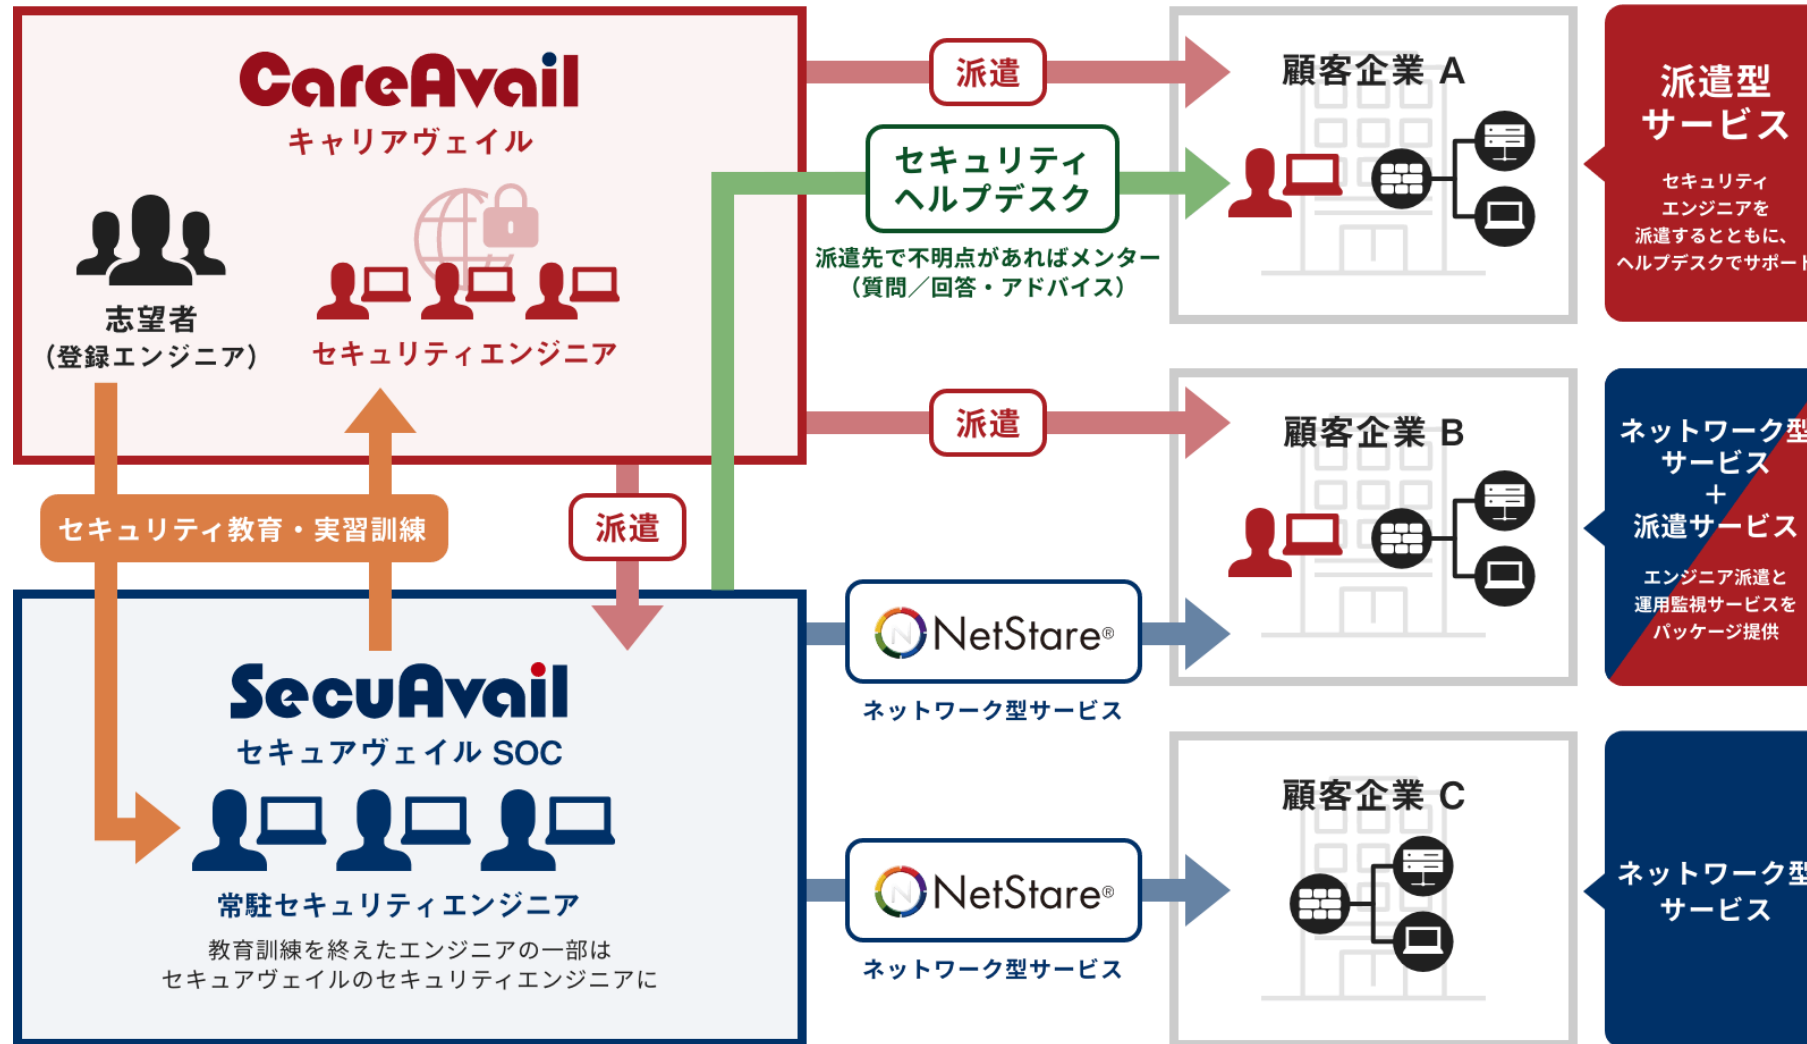 CareAvail
キャリアヴェイル
志望者
（登録エンジニア）
セキュリティエンジニア
セキュリティ教育・実習訓練
派遣
SecuAvail
セキュアヴェイル SOC
常駐セキュリティエンジニア
教育訓練を終えたエンジニアの一部は
セキュアヴェイルのセキュリティエンジニアに
派遣
セキュリティ
ヘルプデスク
派遣先で不明点があればメンター
（質問／回答・アドバイス）
派遣
NetStare®
ネットワーク型サービス
NetStare®
ネットワーク型サービス
顧客企業 A
顧客企業 B
顧客企業 C
派遣型
サービス
セキュリティ
エンジニアを
派遣するとともに、
ヘルプデスクでサポート
ネットワーク型
サービス
＋
派遣サービス
エンジニア派遣と
運用監視サービスを
パッケージ提供
ネットワーク型
サービス